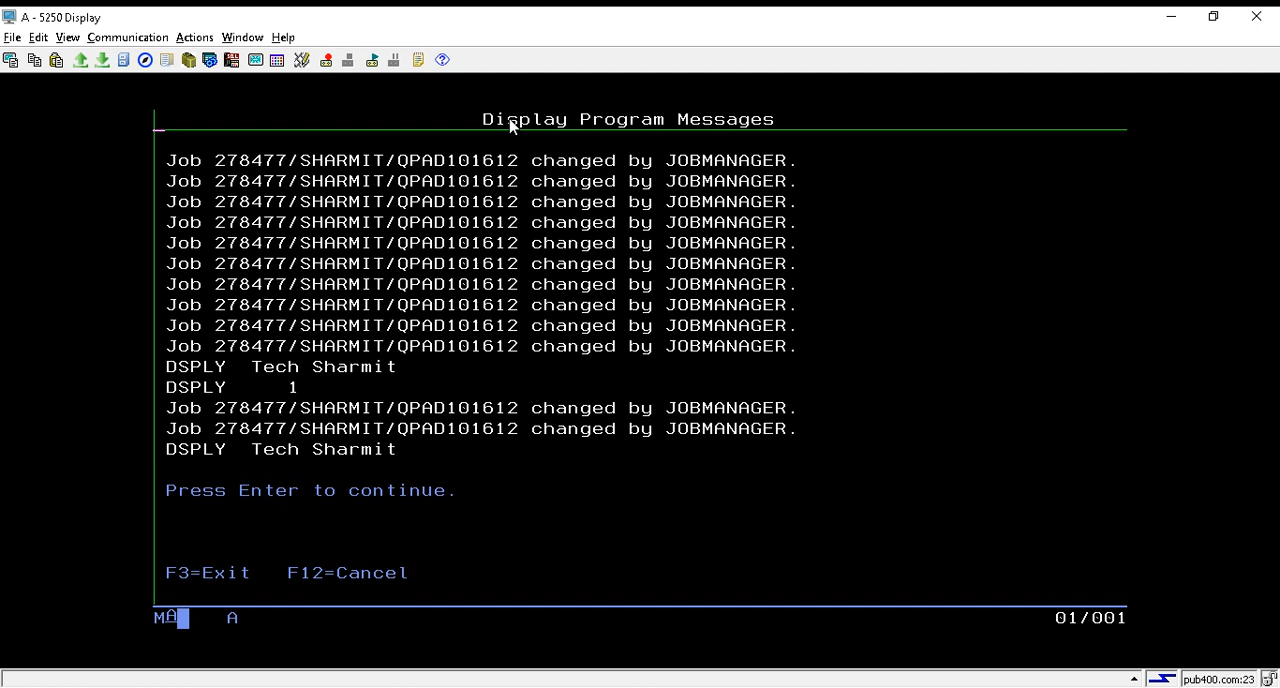 A - 5250 Display
File Edit View Communication Actions Window Help
Display Program Messages
Job 278477/SHARMIT/QPAD101612 changed by JOBMANAGER.
Job 278477/SHARMIT/QPAD101612 changed by JOBMANAGER.
Job 278477/SHARMIT/QPAD101612 changed by JOBMANAGER.
Job 278477/SHARMIT/QPAD101612 changed by JOBMANAGER.
Job 278477/SHARMIT/QPAD101612 changed by JOBMANAGER.
Job 278477/SHARMIT/QPAD101612 changed by JOBMANAGER.
Job 278477/SHARMIT/QPAD101612 changed by JOBMANAGER.
Job 278477/SHARMIT/QPAD101612 changed by JOBMANAGER.
Job 278477/SHARMIT/QPAD101612 changed by JOBMANAGER.
Job 278477/SHARMIT/QPAD101612 changed by JOBMANAGER.
DSPLY  Tech Sharmit
DSPLY     1
Job 278477/SHARMIT/QPAD101612 changed by JOBMANAGER.
Job 278477/SHARMIT/QPAD101612 changed by JOBMANAGER.
DSPLY  Tech Sharmit
Press Enter to continue.
F3=Exit   F12=Cancel
MA    A    01/001
pub400.com:23